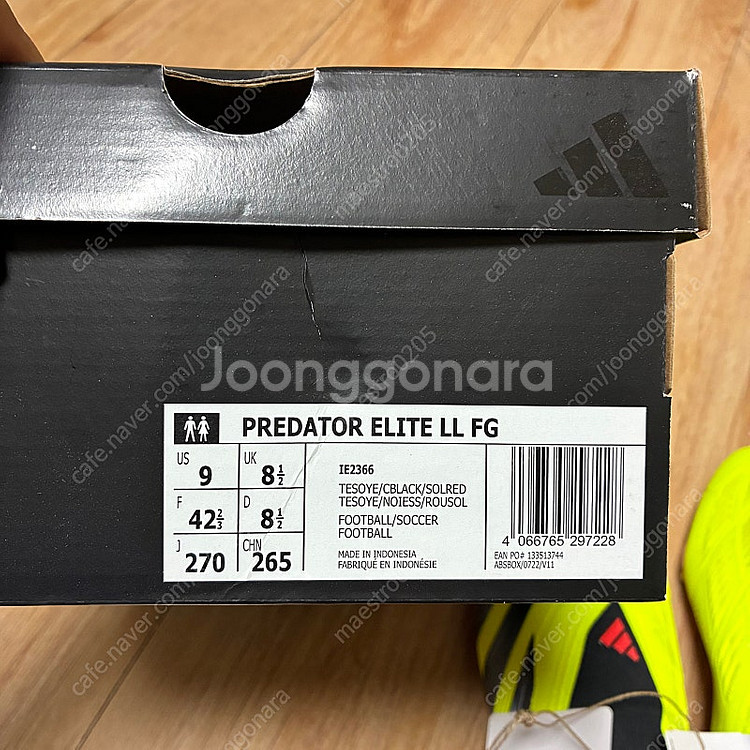 Joonggonara
PREDATOR ELITE LL FG
US 9
UK 8½
F 42⅔
D 8½
J 270
CHN 265
IE2366
TESOYE/CBLACK/SOLRED
TESOYE/NOIESS/ROUSOL
FOOTBALL/SOCCER
FOOTBALL
MADE IN INDONESIA
FABRIQUÉ EN INDONÉSIE
4 066765 297228
EAN PO# 133513744
ABSBOX/0722/V11
cafe.naver.com/joonggonara
maestro0205